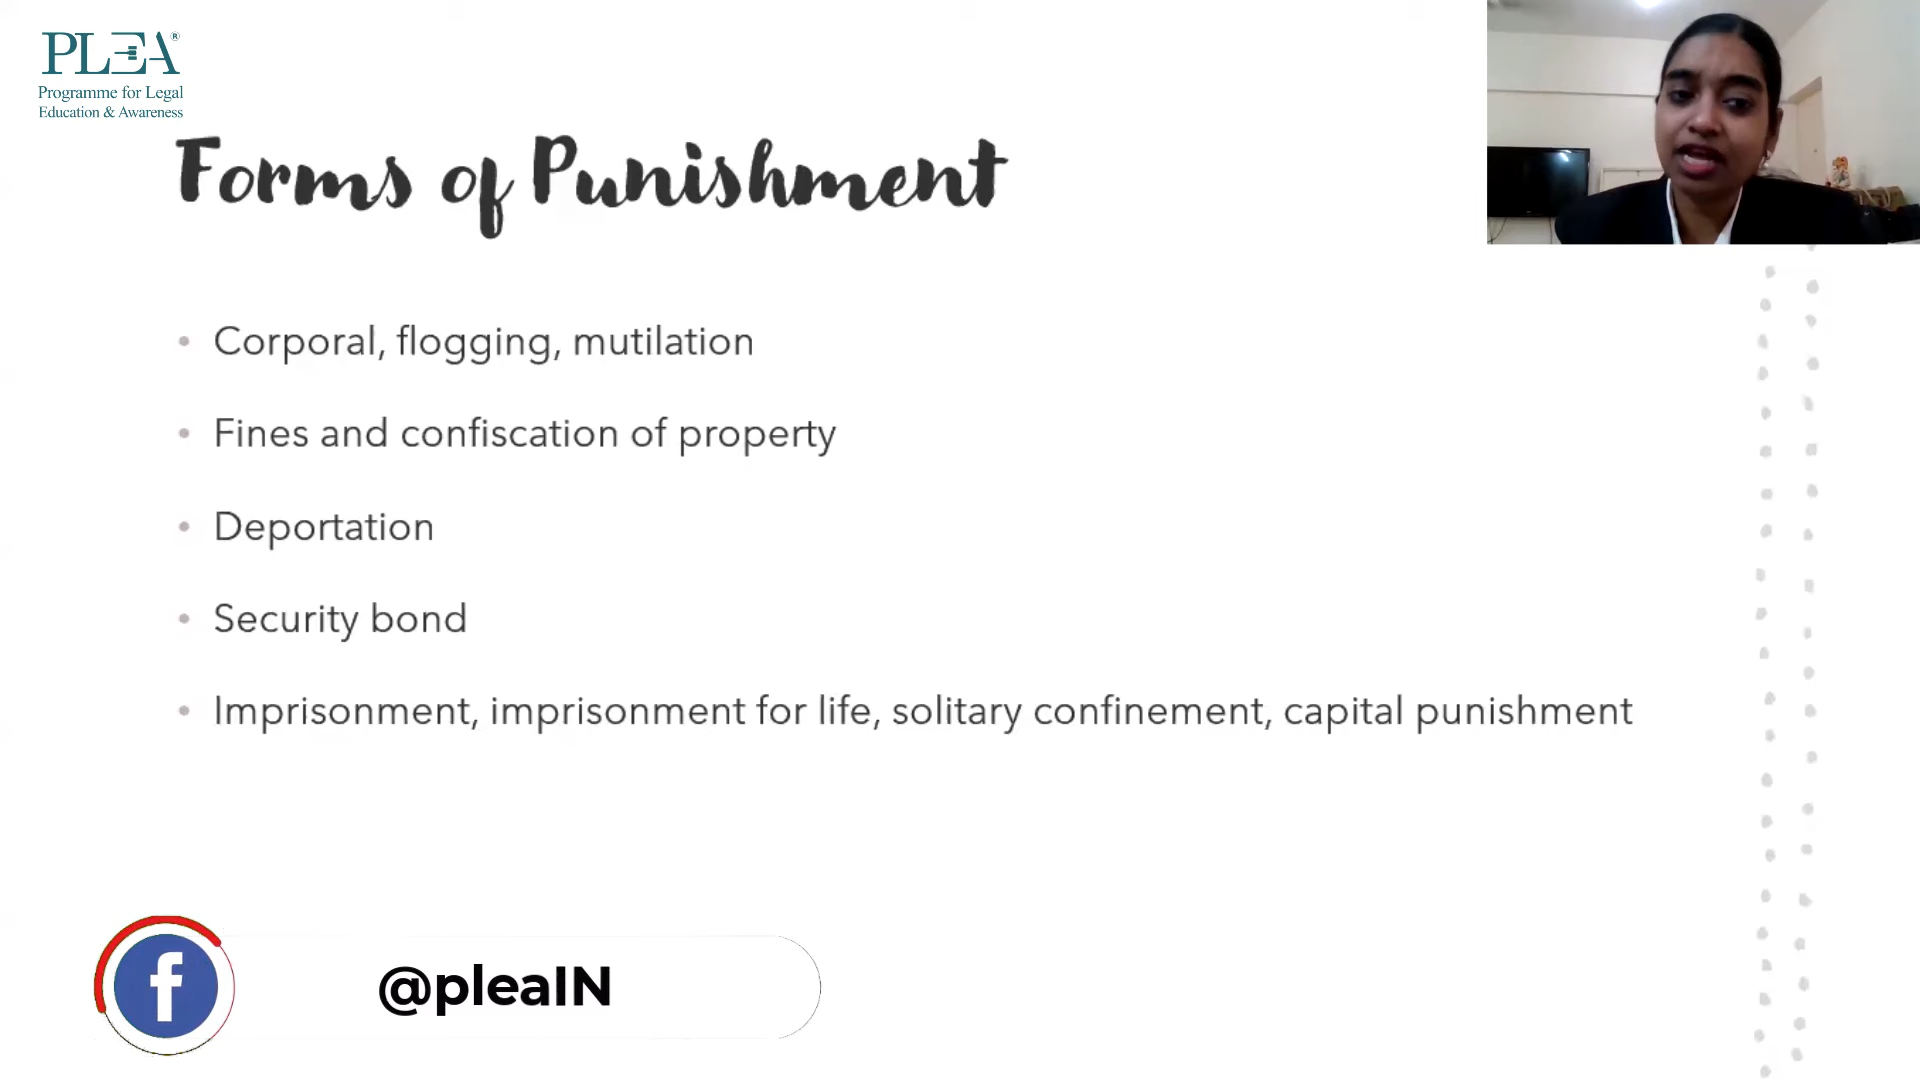 PLEA®
Programme for Legal
Education & Awareness
Forms of Punishment
• Corporal, flogging, mutilation
• Fines and confiscation of property
• Deportation
• Security bond
• Imprisonment, imprisonment for life, solitary confinement, capital punishment
f
@pleaIN